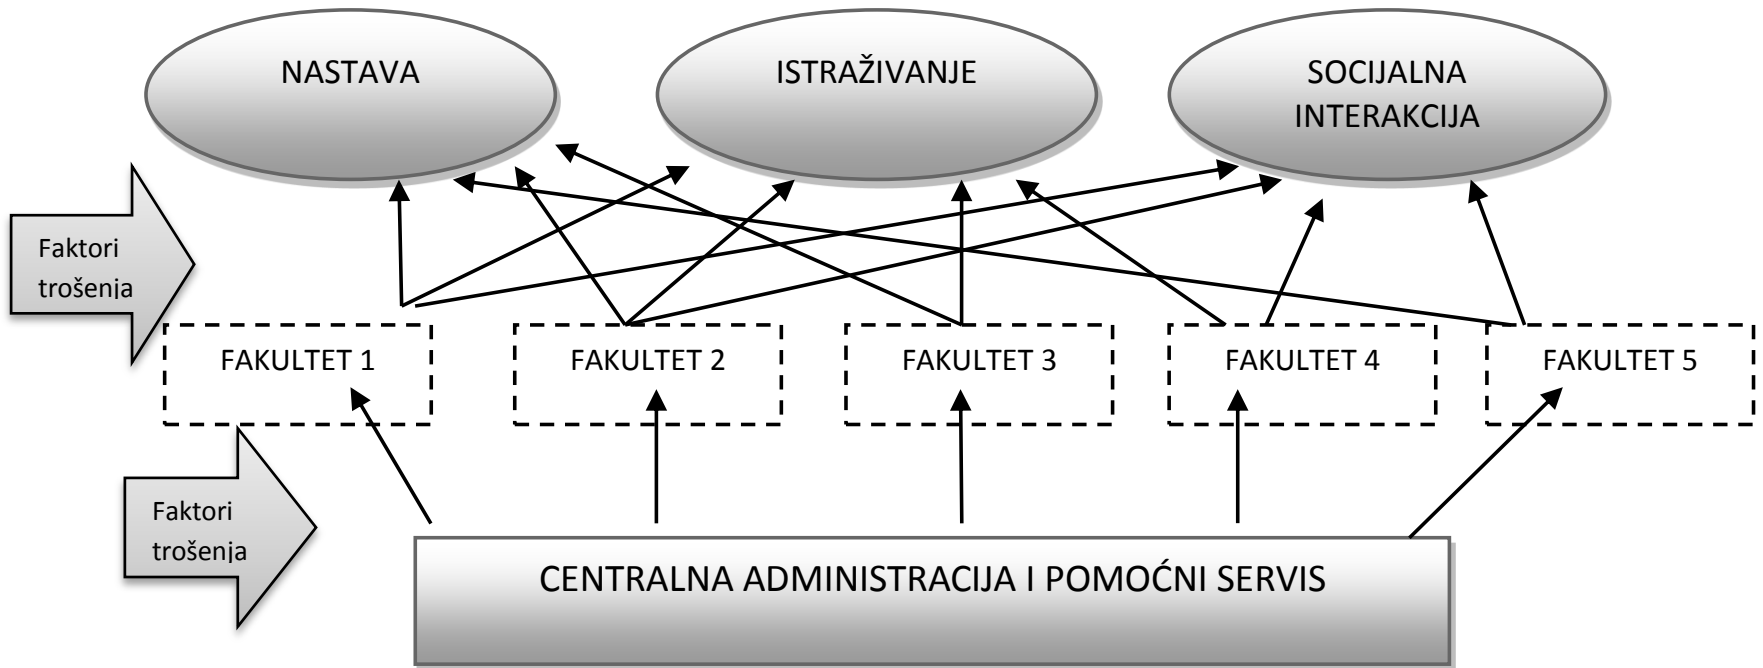 NASTAVA
ISTRAŽIVANJE
SOCIJALNA
INTERAKCIJA
Faktori
trošenja
FAKULTET 1
FAKULTET 2
FAKULTET 3
FAKULTET 4
FAKULTET 5
Faktori
trošenja
CENTRALNA ADMINISTRACIJA I POMOĆNI SERVIS